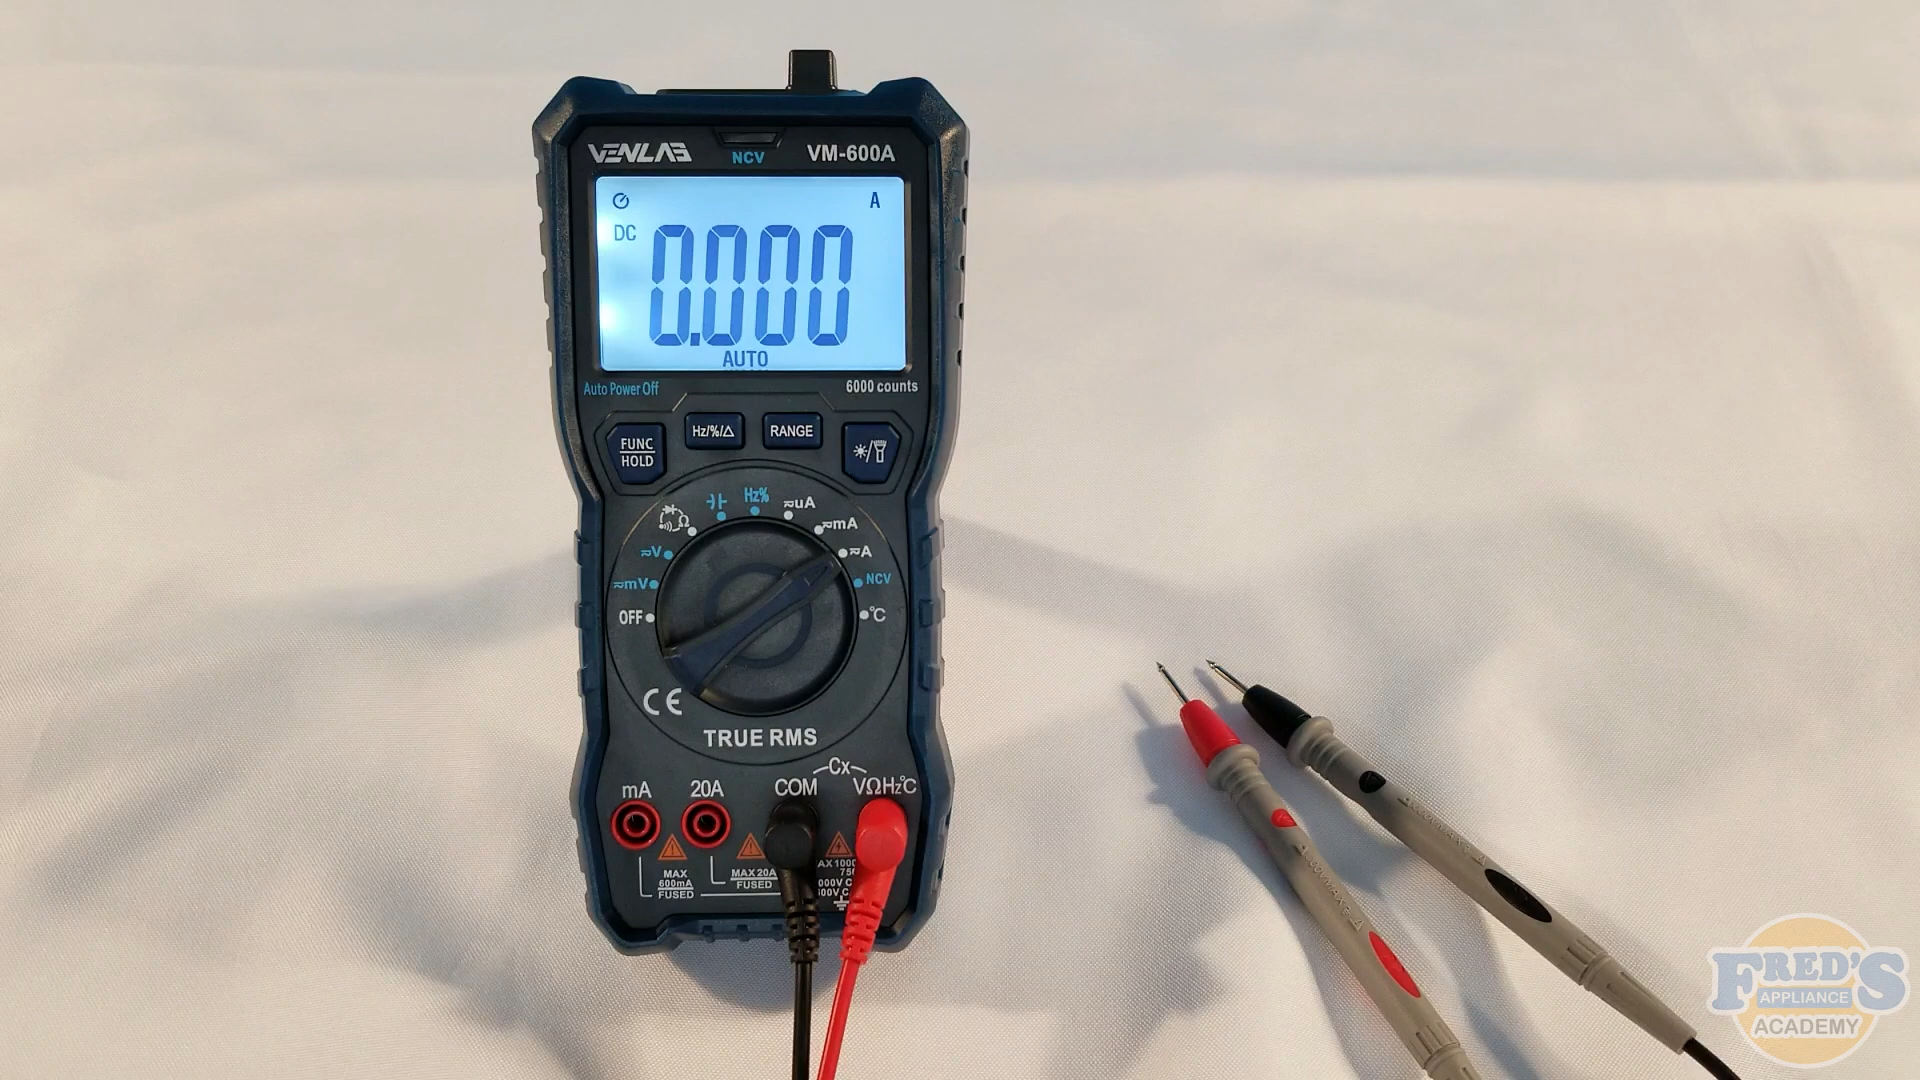 VENLAB
NCV
VM-600A
A
DC
0.000
AUTO
Auto Power Off
6000 counts
FUNC
HOLD
Hz/%/△
RANGE
Hz%
uA
mA
Ω
V
A
mV
NCV
OFF
°C
CE
TRUE RMS
Cx
mA
20A
COM
VΩHz°C
MAX
600mA
FUSED
MAX 20A
FUSED
FRED'S
APPLIANCE
ACADEMY